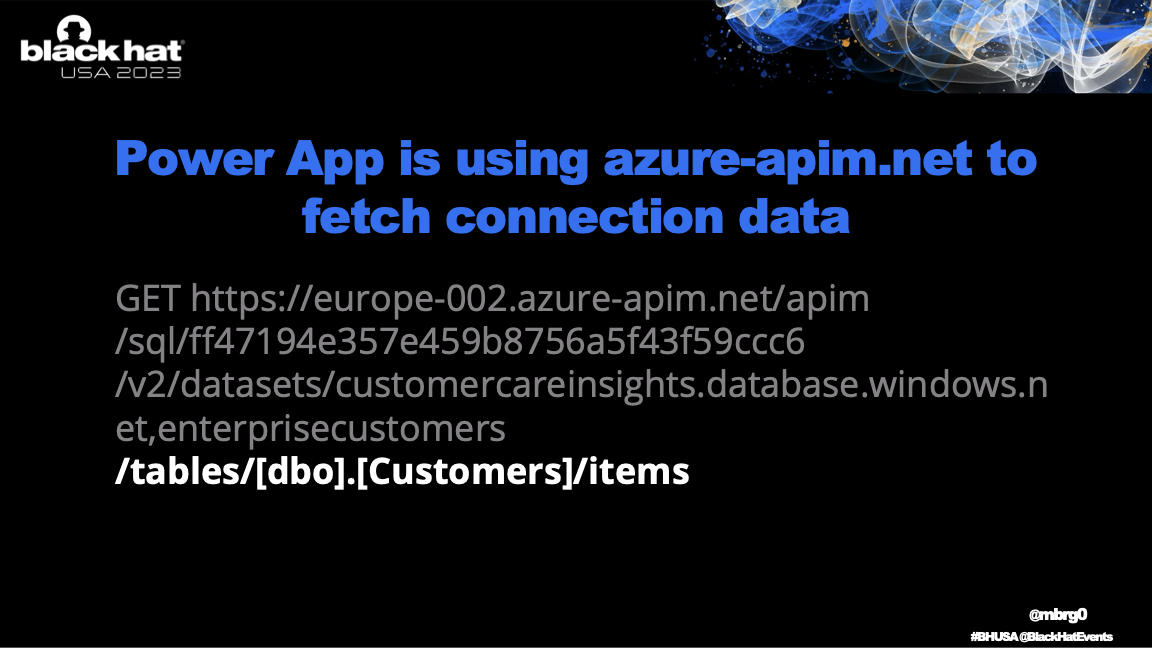 black hat
USA 2023
Power App is using azure-apim.net to
fetch connection data
GET https://europe-002.azure-apim.net/apim
/sql/ff47194e357e459b8756a5f43f59ccc6
/v2/datasets/customercareinsights.database.windows.n
et,enterprisecustomers
/tables/[dbo].[Customers]/items
@mbrg0
#BHUSA @BlackHatEvents